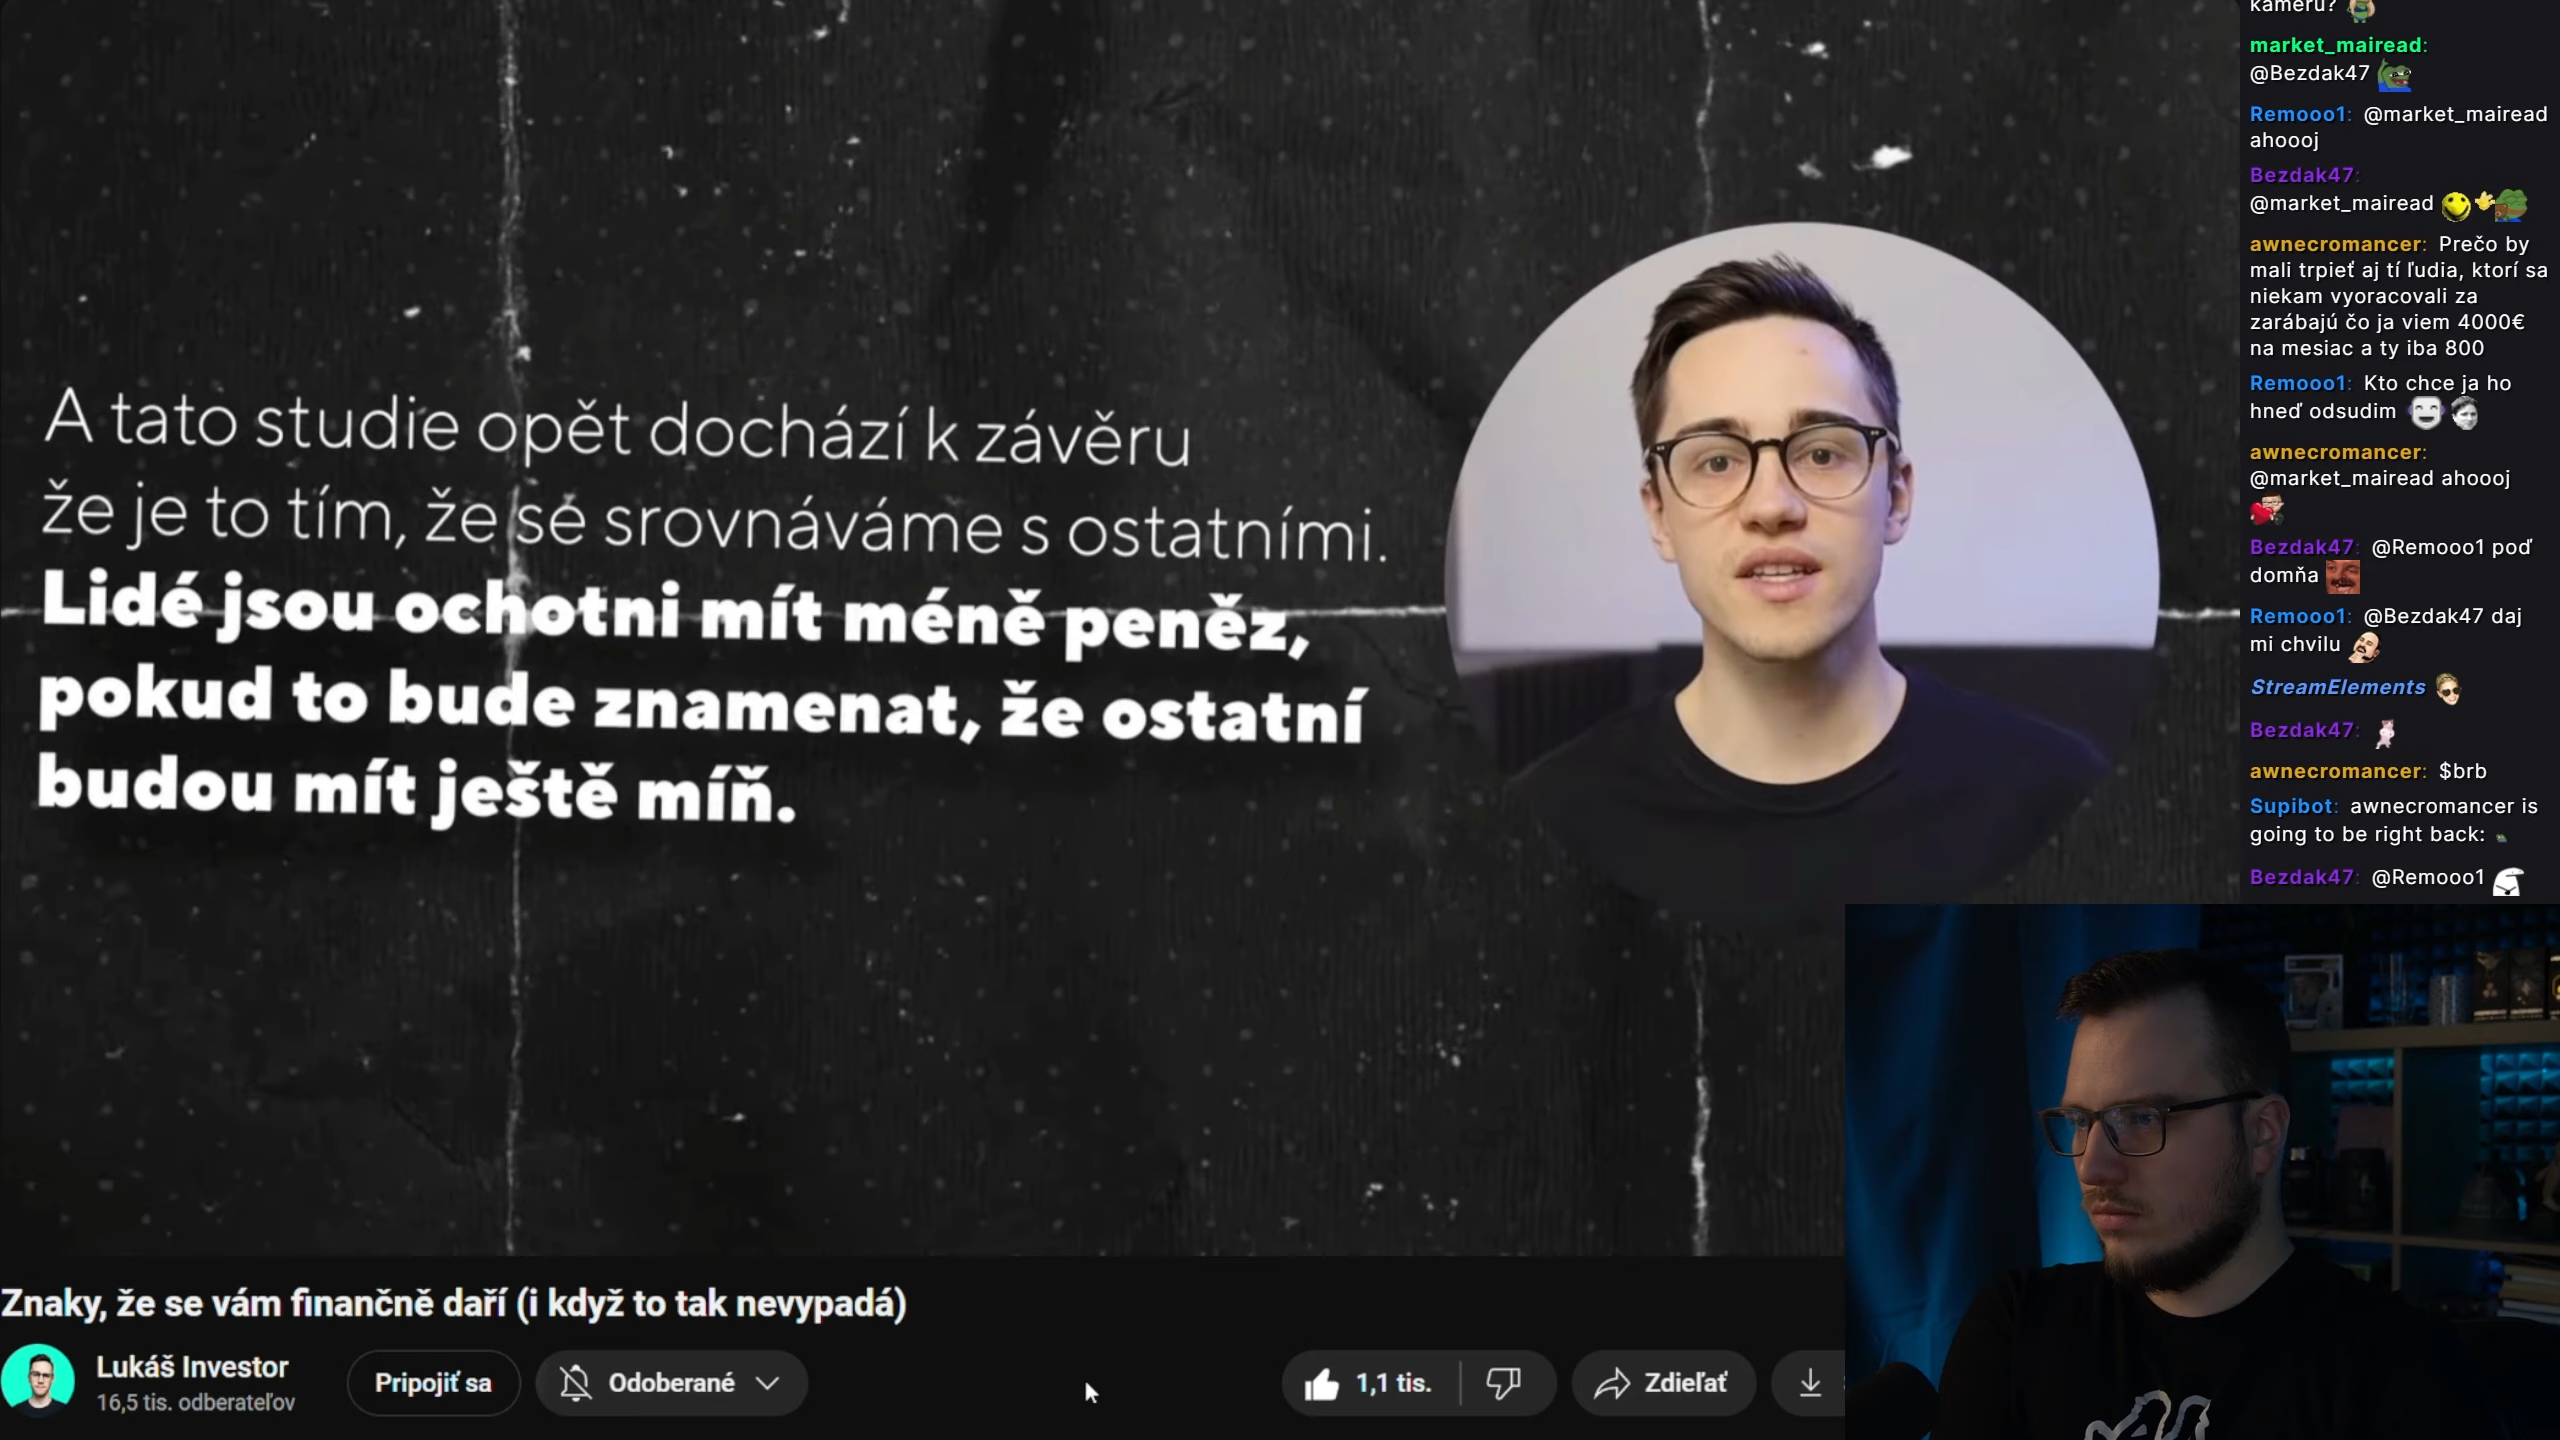 A tato studie opět dochází k závěru
že je to tím, že se srovnáváme s ostatními.
Lidé jsou ochotni mít méně peněz,
pokud to bude znamenat, že ostatní
budou mít ještě míň.
Znaky, že se vám finančně daří (i když to tak nevypadá)
Lukáš Investor
16,5 tis. odberateľov
Pripojiť sa
Odoberané
1,1 tis.
Zdieľať
kameru?
market_mairead:
@Bezdak47
Remooo1: @market_mairead
ahoooj
Bezdak47:
@market_mairead
awnecromancer: Prečo by
mali trpieť aj tí ľudia, ktorí sa
niekam vyoracovali za
zarábajú čo ja viem 4000€
na mesiac a ty iba 800
Remooo1: Kto chce ja ho
hneď odsudim
awnecromancer:
@market_mairead ahoooj
Bezdak47: @Remooo1 poď
domňa
Remooo1: @Bezdak47 daj
mi chvilu
StreamElements
Bezdak47:
awnecromancer: $brb
Supibot: awnecromancer is
going to be right back:
Bezdak47: @Remooo1